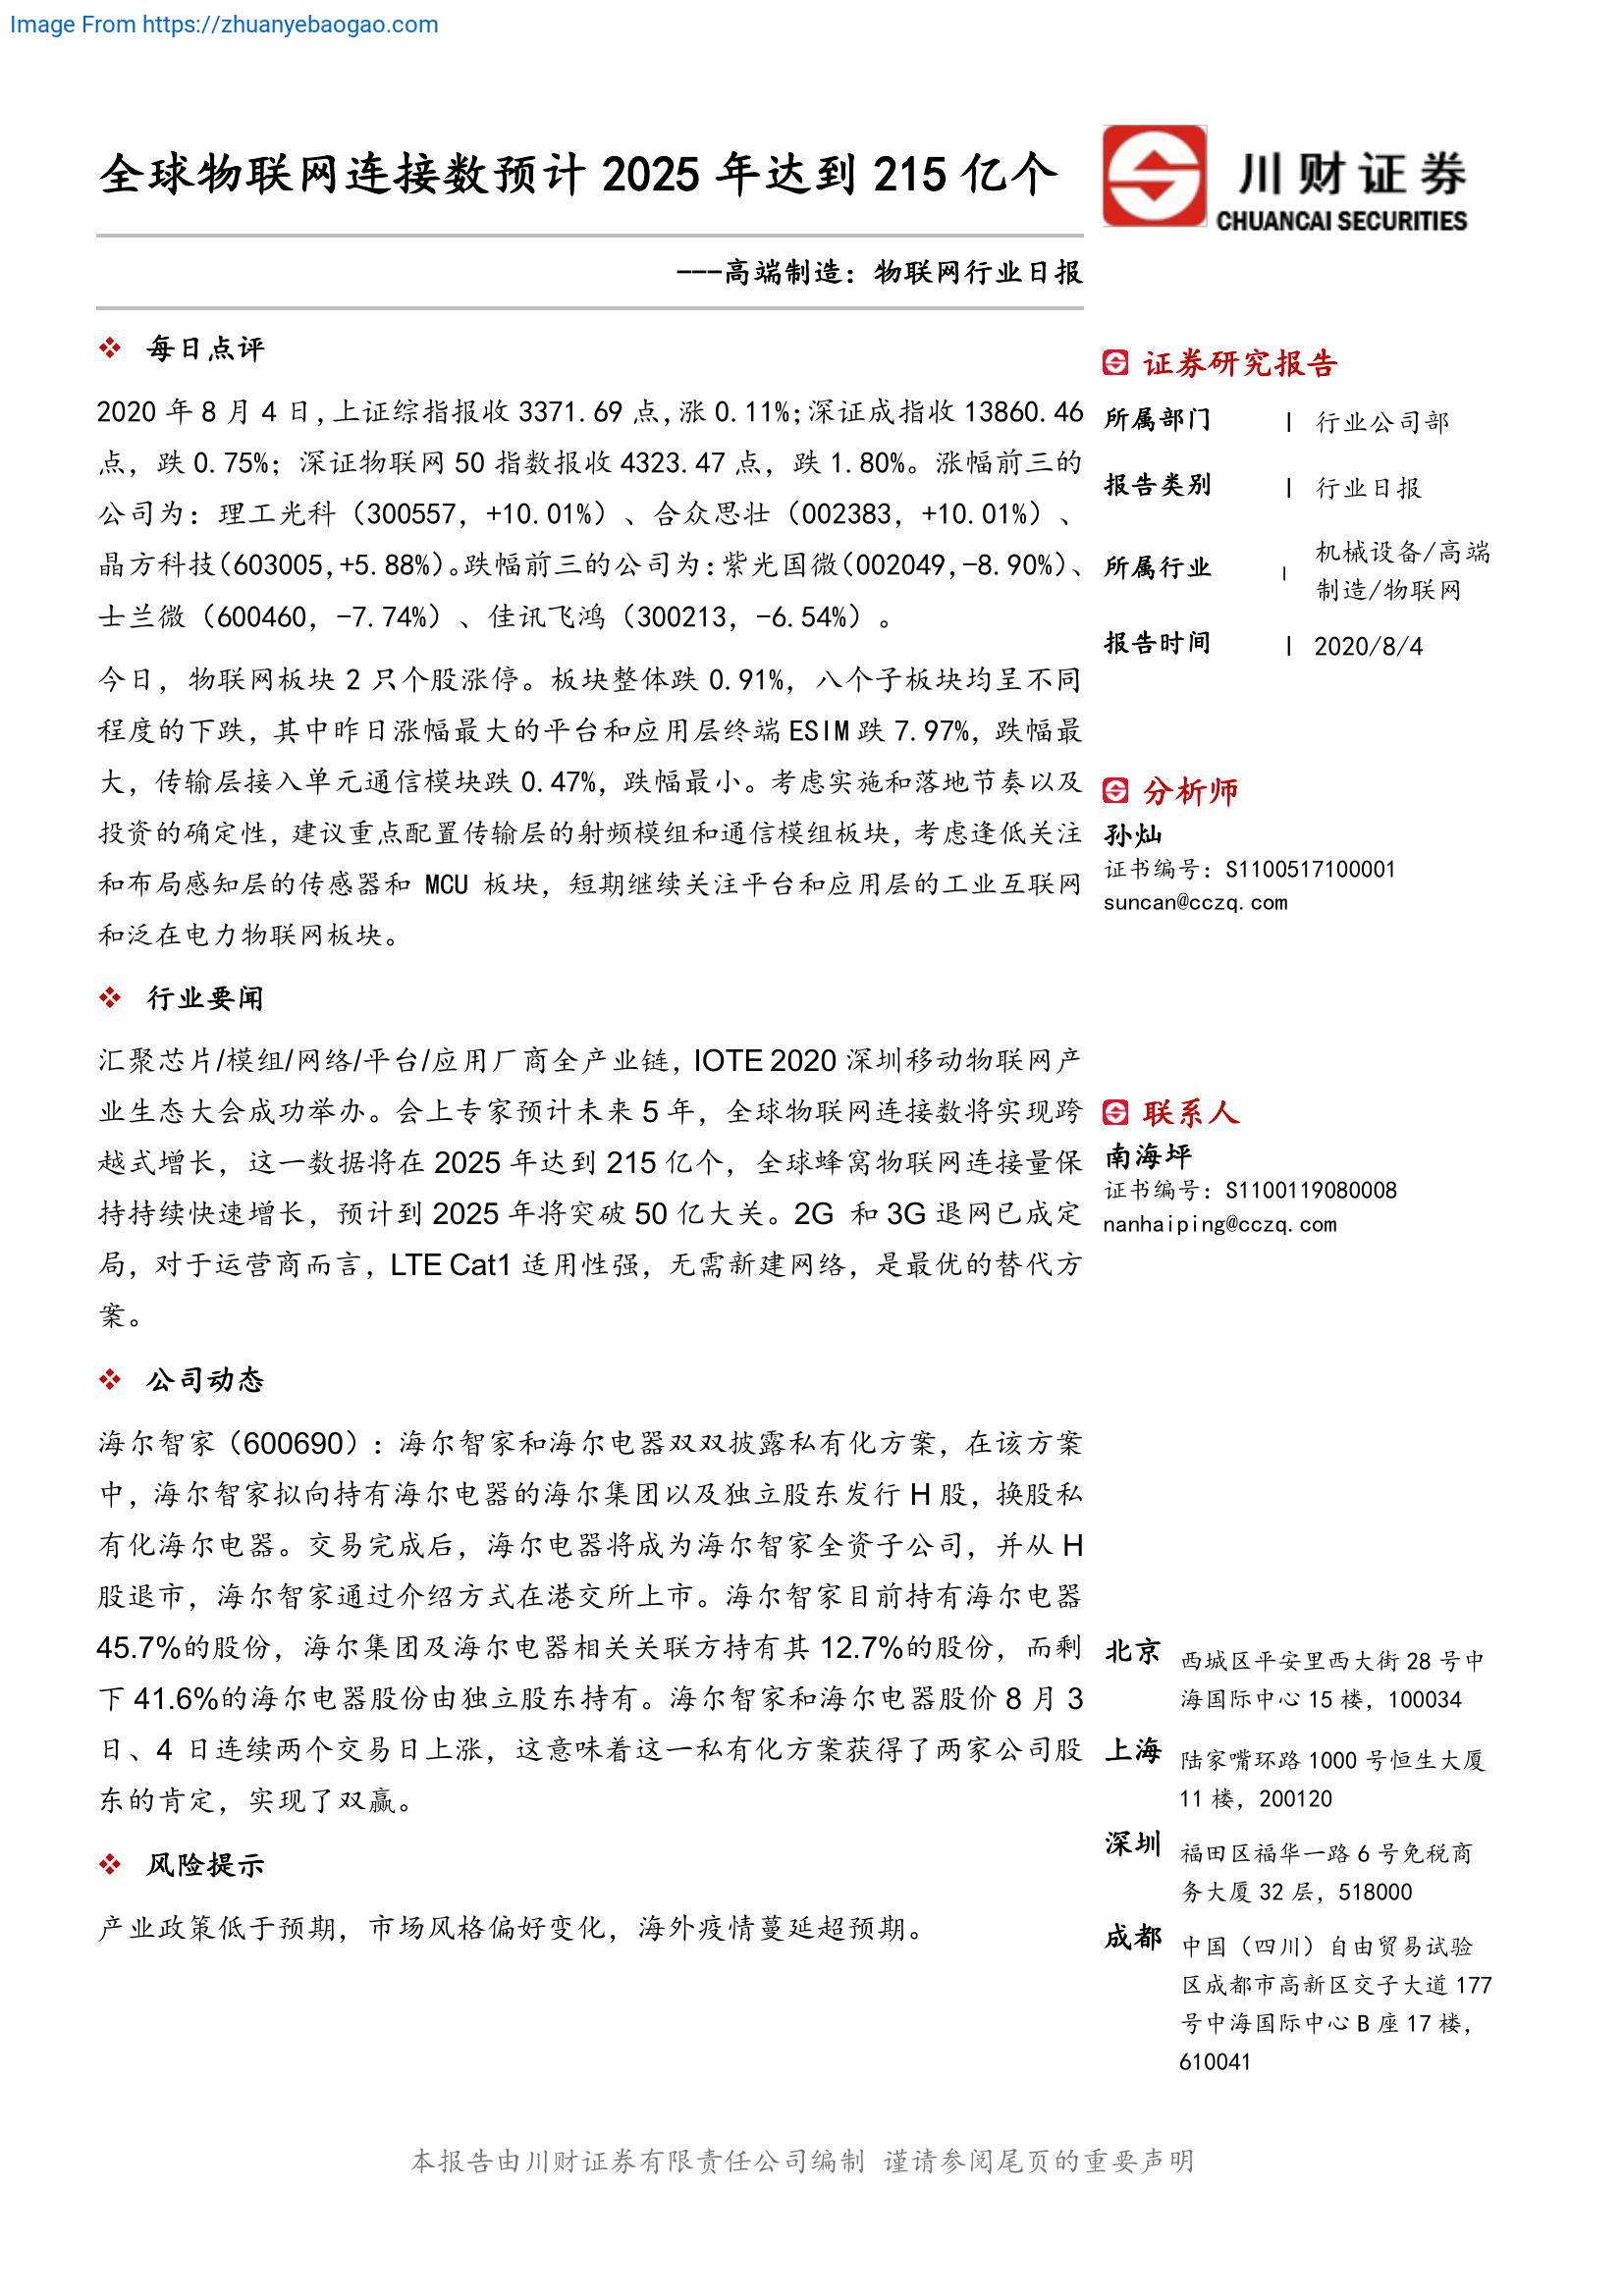 Image From https://zhuanyebaogao.com
全球物联网连接数预计 2025 年达到 215 亿个
川财证券
CHUANCAI SECURITIES
---高端制造：物联网行业日报
❖ 每日点评
2020 年 8 月 4 日，上证综指报收 3371.69 点，涨 0.11%；深证成指收 13860.46
点，跌 0.75%；深证物联网 50 指数报收 4323.47 点，跌 1.80%。涨幅前三的
公司为：理工光科（300557，+10.01%）、合众思壮（002383，+10.01%）、
晶方科技（603005,+5.88%）。跌幅前三的公司为：紫光国微（002049,-8.90%）、
士兰微（600460，-7.74%）、佳讯飞鸿（300213，-6.54%）。
今日，物联网板块 2 只个股涨停。板块整体跌 0.91%，八个子板块均呈不同
程度的下跌，其中昨日涨幅最大的平台和应用层终端 ESIM 跌 7.97%，跌幅最
大，传输层接入单元通信模块跌 0.47%，跌幅最小。考虑实施和落地节奏以及
投资的确定性，建议重点配置传输层的射频模组和通信模组板块，考虑逢低关注
和布局感知层的传感器和 MCU 板块，短期继续关注平台和应用层的工业互联网
和泛在电力物联网板块。
❖ 行业要闻
汇聚芯片/模组/网络/平台/应用厂商全产业链，IOTE 2020 深圳移动物联网产
业生态大会成功举办。会上专家预计未来 5 年，全球物联网连接数将实现跨
越式增长，这一数据将在 2025 年达到 215 亿个，全球蜂窝物联网连接量保
持持续快速增长，预计到 2025 年将突破 50 亿大关。2G 和 3G 退网已成定
局，对于运营商而言，LTE Cat1 适用性强，无需新建网络，是最优的替代方
案。
❖ 公司动态
海尔智家（600690）：海尔智家和海尔电器双双披露私有化方案，在该方案
中，海尔智家拟向持有海尔电器的海尔集团以及独立股东发行 H 股，换股私
有化海尔电器。交易完成后，海尔电器将成为海尔智家全资子公司，并从 H
股退市，海尔智家通过介绍方式在港交所上市。海尔智家目前持有海尔电器
45.7%的股份，海尔集团及海尔电器相关关联方持有其 12.7%的股份，而剩
下 41.6%的海尔电器股份由独立股东持有。海尔智家和海尔电器股价 8 月 3
日、4 日连续两个交易日上涨，这意味着这一私有化方案获得了两家公司股
东的肯定，实现了双赢。
❖ 风险提示
产业政策低于预期，市场风格偏好变化，海外疫情蔓延超预期。
证券研究报告
所属部门 | 行业公司部
报告类别 | 行业日报
所属行业 | 机械设备/高端
制造/物联网
报告时间 | 2020/8/4
分析师
孙灿
证书编号：S1100517100001
suncan@cczq.com
联系人
南海坪
证书编号：S1100119080008
nanhaiping@cczq.com
北京 西城区平安里西大街 28 号中
海国际中心 15 楼，100034
上海 陆家嘴环路 1000 号恒生大厦
11 楼，200120
深圳 福田区福华一路 6 号免税商
务大厦 32 层，518000
成都 中国（四川）自由贸易试验
区成都市高新区交子大道 177
号中海国际中心 B 座 17 楼，
610041
本报告由川财证券有限责任公司编制 谨请参阅尾页的重要声明